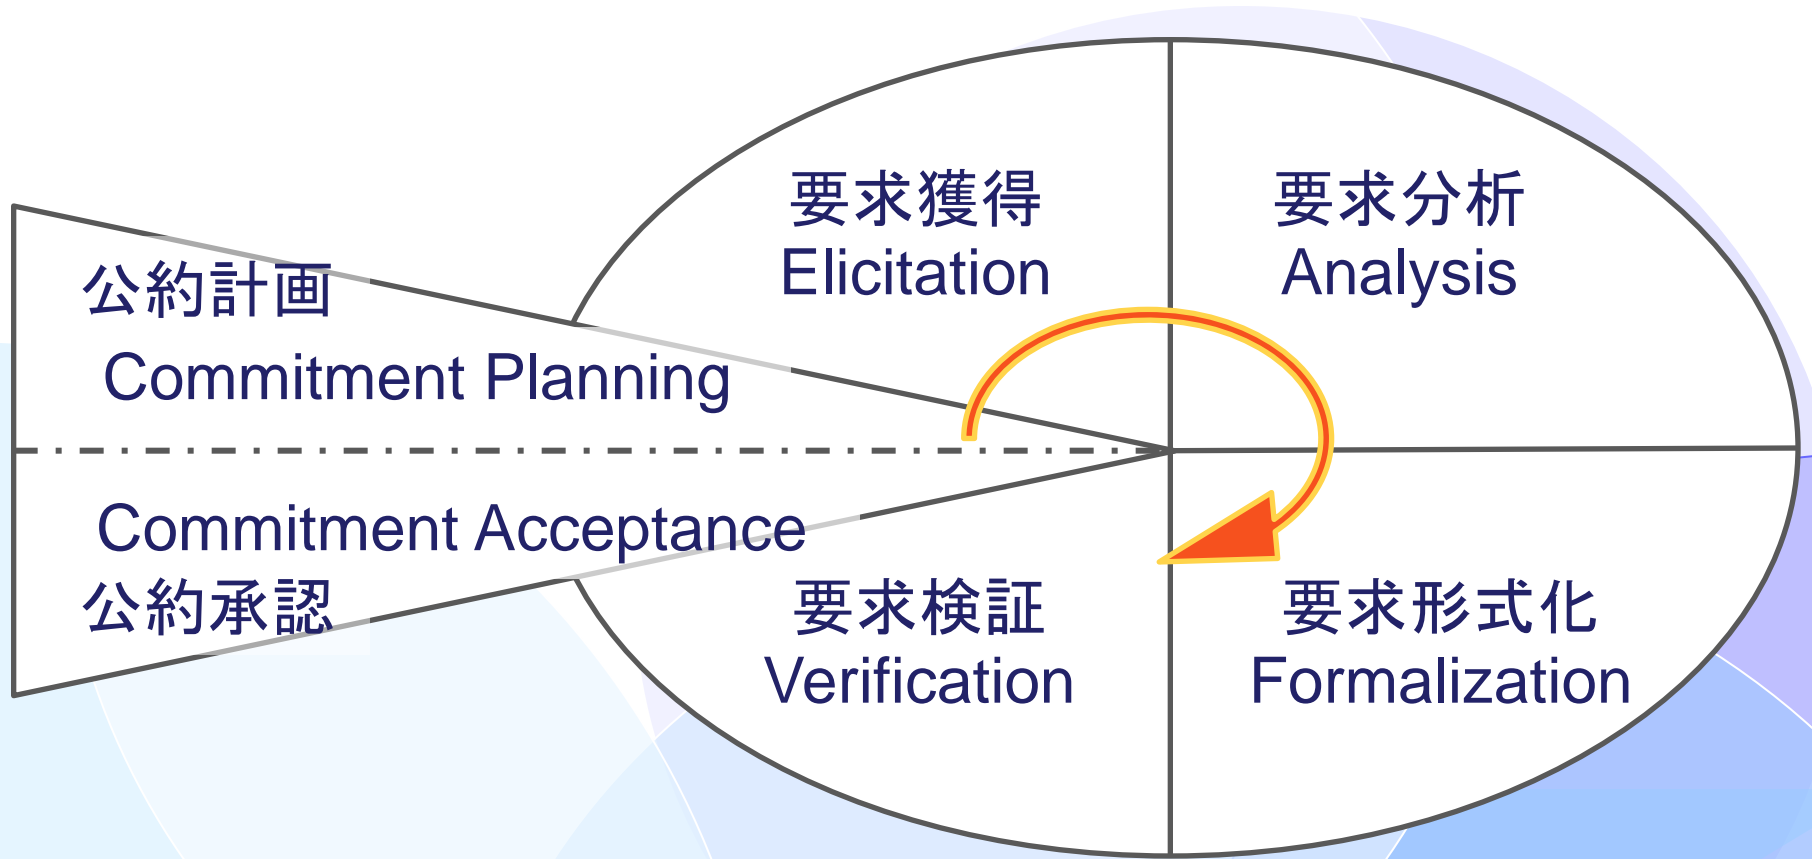 公約計画
Commitment Planning
要求獲得
Elicitation
要求分析
Analysis
Commitment Acceptance
公約承認
要求検証
Verification
要求形式化
Formalization